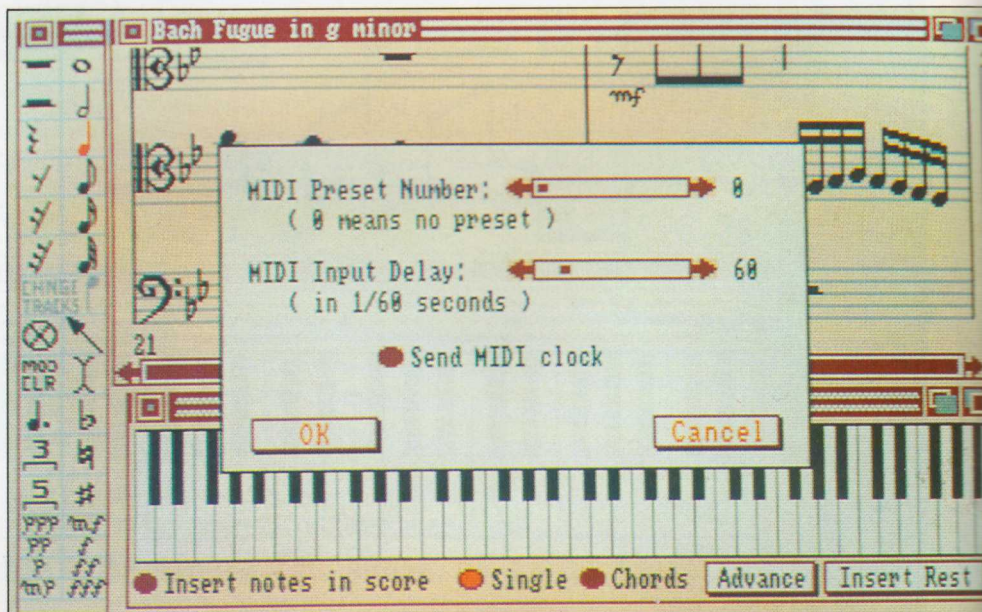 Bach Fugue in g minor
mf
MIDI Preset Number: 0
( 0 means no preset )
MIDI Input Delay: 60
( in 1/60 seconds )
Send MIDI clock
OK
Cancel
CHNGE
TRACKS
21
MOD
CLR
3
5
ppp mf
pp f
p ff
mp fff
Insert notes in score
Single
Chords
Advance
Insert Rest